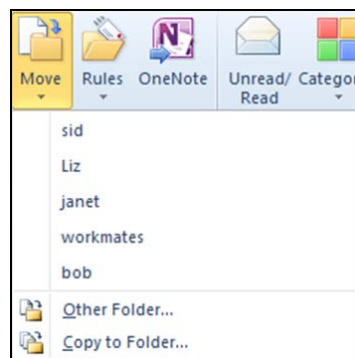 Move Rules OneNote Unread/ Categor
Read
sid
Liz
janet
workmates
bob
Other Folder...
Copy to Folder...